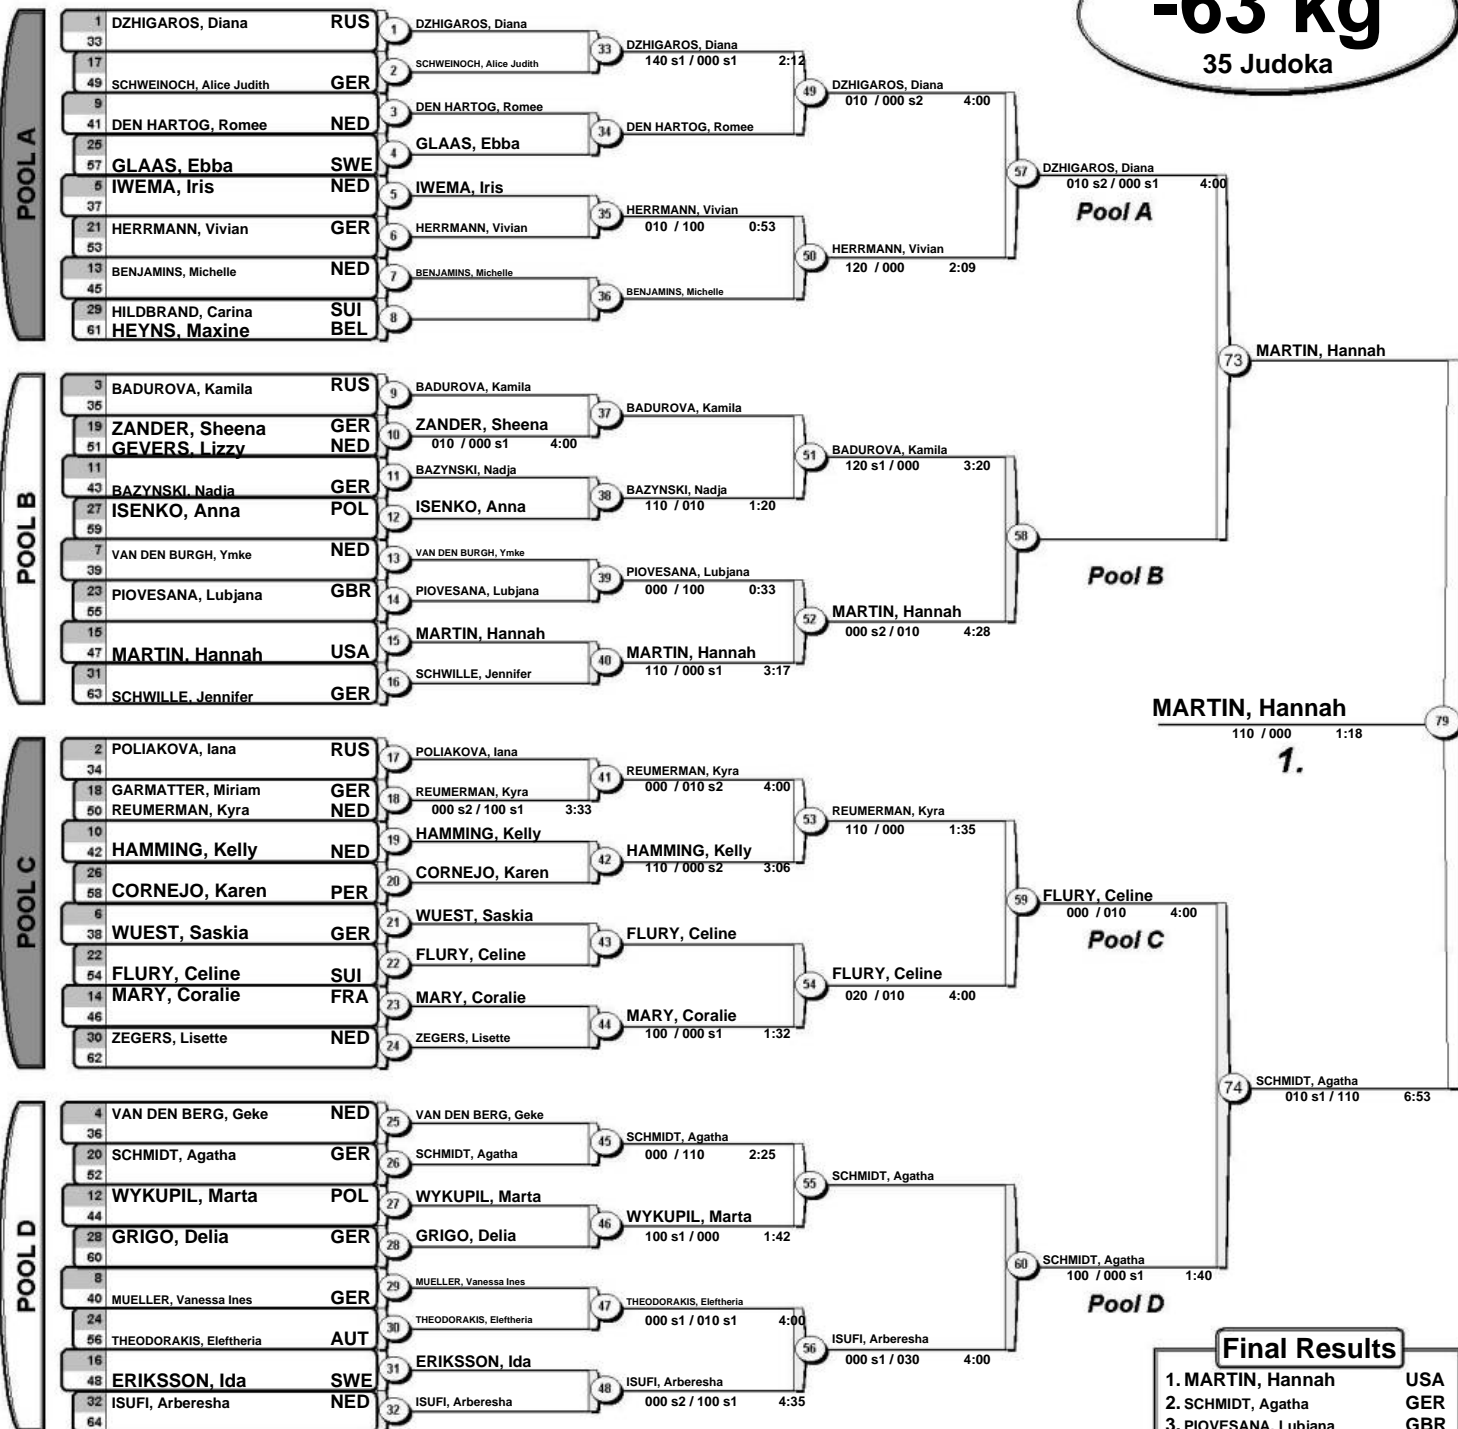 -63 kg
35 Judoka
POOL A
1 DZHIGAROS, Diana RUS
33
17
49 SCHWEINOCH, Alice Judith GER
9
41 DEN HARTOG, Romee NED
25
57 GLAAS, Ebba SWE
5 IWEMA, Iris NED
37
21 HERRMANN, Vivian GER
53
13 BENJAMINS, Michelle NED
45
29 HILDBRAND, Carina SUI
61 HEYNS, Maxine BEL
1 DZHIGAROS, Diana
2 SCHWEINOCH, Alice Judith
3 DEN HARTOG, Romee
4 GLAAS, Ebba
5 IWEMA, Iris
6 HERRMANN, Vivian
7 BENJAMINS, Michelle
8
33 DZHIGAROS, Diana
140 s1 / 000 s1 2:12
34 DEN HARTOG, Romee
35 HERRMANN, Vivian
010 / 100 0:53
36 BENJAMINS, Michelle
49 DZHIGAROS, Diana
010 / 000 s2 4:00
50 HERRMANN, Vivian
120 / 000 2:09
57 DZHIGAROS, Diana
010 s2 / 000 s1 4:00
Pool A
POOL B
3 BADUROVA, Kamila RUS
35
19 ZANDER, Sheena GER
51 GEVERS, Lizzy NED
11
43 BAZYNSKI, Nadja GER
27 ISENKO, Anna POL
59
7 VAN DEN BURGH, Ymke NED
39
23 PIOVESANA, Lubjana GBR
55
15
47 MARTIN, Hannah USA
31
63 SCHWILLE, Jennifer GER
9 BADUROVA, Kamila
10 ZANDER, Sheena
010 / 000 s1 4:00
11 BAZYNSKI, Nadja
12 ISENKO, Anna
13 VAN DEN BURGH, Ymke
14 PIOVESANA, Lubjana
15 MARTIN, Hannah
16 SCHWILLE, Jennifer
37 BADUROVA, Kamila
38 BAZYNSKI, Nadja
110 / 010 1:20
39 PIOVESANA, Lubjana
000 / 100 0:33
40 MARTIN, Hannah
110 / 000 s1 3:17
51 BADUROVA, Kamila
120 s1 / 000 3:20
52 MARTIN, Hannah
000 s2 / 010 4:28
58
Pool B
73 MARTIN, Hannah
MARTIN, Hannah 79
110 / 000 1:18
1.
POOL C
2 POLIAKOVA, Iana RUS
34
18 GARMATTER, Miriam GER
50 REUMERMAN, Kyra NED
10
42 HAMMING, Kelly NED
26
58 CORNEJO, Karen PER
6
38 WUEST, Saskia GER
22
54 FLURY, Celine SUI
14 MARY, Coralie FRA
46
30 ZEGERS, Lisette NED
62
17 POLIAKOVA, Iana
18 REUMERMAN, Kyra
000 s2 / 100 s1 3:33
19 HAMMING, Kelly
20 CORNEJO, Karen
21 WUEST, Saskia
22 FLURY, Celine
23 MARY, Coralie
24 ZEGERS, Lisette
41 REUMERMAN, Kyra
000 / 010 s2 4:00
42 HAMMING, Kelly
110 / 000 s2 3:06
43 FLURY, Celine
44 MARY, Coralie
100 / 000 s1 1:32
53 REUMERMAN, Kyra
110 / 000 1:35
54 FLURY, Celine
020 / 010 4:00
59 FLURY, Celine
000 / 010 4:00
Pool C
74 SCHMIDT, Agatha
010 s1 / 110 6:53
POOL D
4 VAN DEN BERG, Geke NED
36
20 SCHMIDT, Agatha GER
52
12 WYKUPIL, Marta POL
44
28 GRIGO, Delia GER
60
8
40 MUELLER, Vanessa Ines GER
24
56 THEODORAKIS, Eleftheria AUT
16
48 ERIKSSON, Ida SWE
32 ISUFI, Arberesha NED
64
25 VAN DEN BERG, Geke
26 SCHMIDT, Agatha
27 WYKUPIL, Marta
28 GRIGO, Delia
29 MUELLER, Vanessa Ines
30 THEODORAKIS, Eleftheria
31 ERIKSSON, Ida
32 ISUFI, Arberesha
45 SCHMIDT, Agatha
000 / 110 2:25
46 WYKUPIL, Marta
100 s1 / 000 1:42
47 THEODORAKIS, Eleftheria
000 s1 / 010 s1 4:00
48 ISUFI, Arberesha
000 s2 / 100 s1 4:35
55 SCHMIDT, Agatha
56 ISUFI, Arberesha
000 s1 / 030 4:00
60 SCHMIDT, Agatha
100 / 000 s1 1:40
Pool D
Final Results
1. MARTIN, Hannah USA
2. SCHMIDT, Agatha GER
3. PIOVESANA, Lubjana GBR